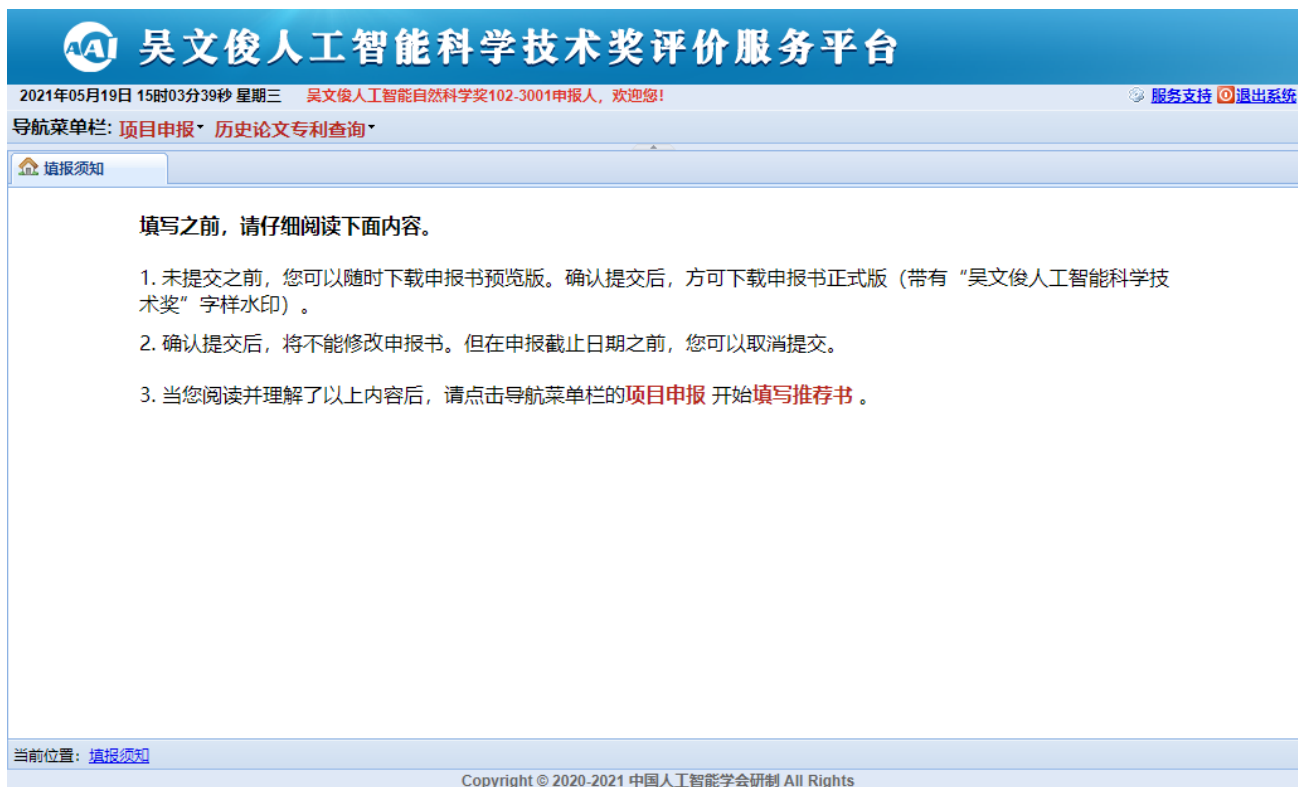 AAI 吴文俊人工智能科学技术奖评价服务平台
2021年05月19日 15时03分39秒 星期三 吴文俊人工智能自然科学奖102-3001申报人，欢迎您! 服务支持 退出系统
导航菜单栏: 项目申报 历史论文专利查询
填报须知
填写之前，请仔细阅读下面内容。
1. 未提交之前，您可以随时下载申报书预览版。确认提交后，方可下载申报书正式版（带有“吴文俊人工智能科学技
术奖”字样水印）。
2. 确认提交后，将不能修改申报书。但在申报截止日期之前，您可以取消提交。
3. 当您阅读并理解了以上内容后，请点击导航菜单栏的项目申报 开始填写推荐书 。
当前位置：填报须知
Copyright © 2020-2021 中国人工智能学会研制 All Rights